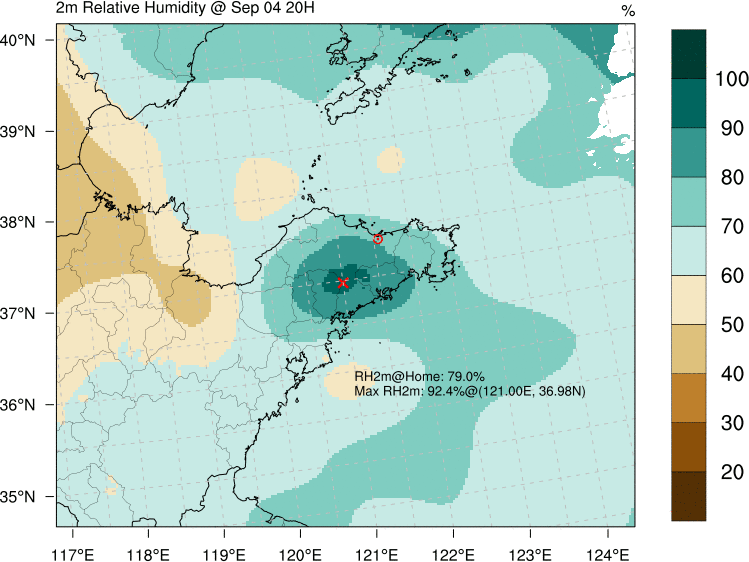 2m Relative Humidity @ Sep 04 20H
%
40°N
39°N
38°N
37°N
36°N
35°N
117°E
118°E
119°E
120°E
121°E
122°E
123°E
124°E
RH2m@Home: 79.0%
Max RH2m: 92.4%@(121.00E, 36.98N)
100
90
80
70
60
50
40
30
20